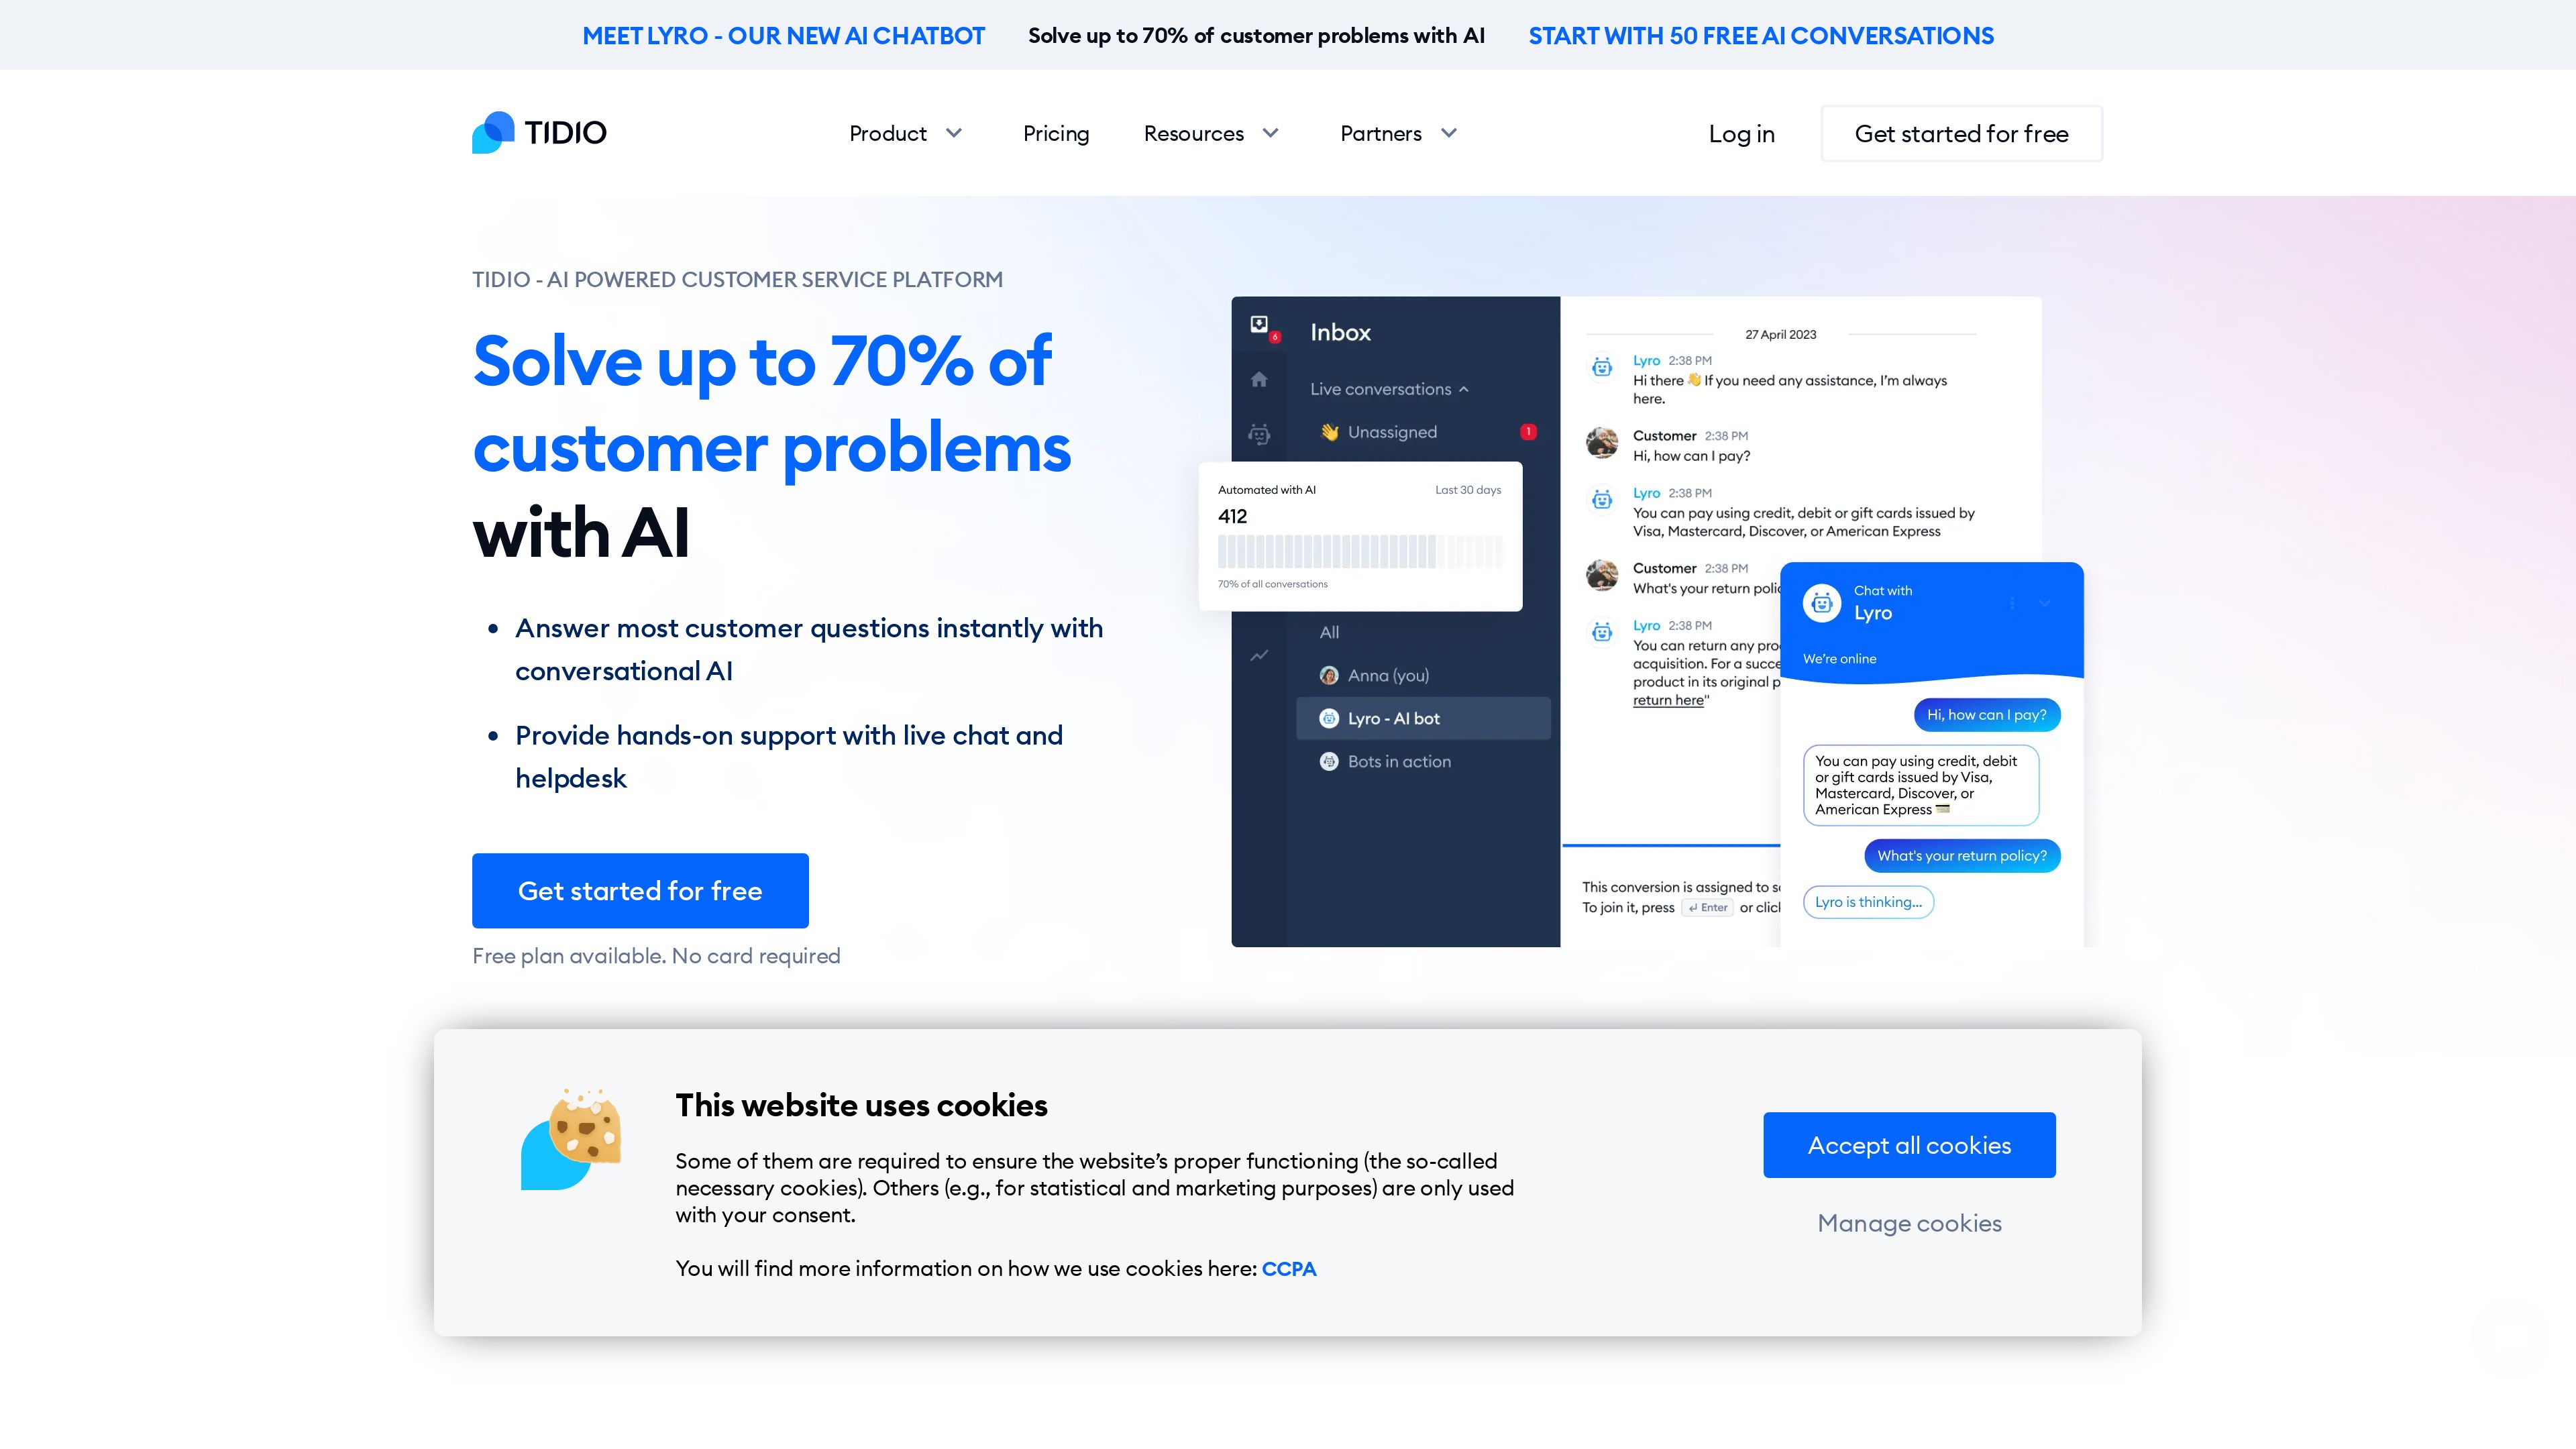 MEET LYRO - OUR NEW AI CHATBOT Solve up to 70% of customer problems with AI START WITH 50 FREE AI CONVERSATIONS
TIDIO Product Pricing Resources Partners Log in Get started for free
TIDIO - AI POWERED CUSTOMER SERVICE PLATFORM
Solve up to 70% of
customer problems
with AI
Answer most customer questions instantly with
conversational AI
Provide hands-on support with live chat and
helpdesk
Get started for free
Free plan available. No card required
6
Inbox
Live conversations
Unassigned 1
Automated with AI Last 30 days
412
70% of all conversations
All
Anna (you)
Lyro - AI bot
Bots in action
27 April 2023
Lyro 2:38 PM
Hi there 👋 If you need any assistance, I'm always
here.
Customer 2:38 PM
Hi, how can I pay?
Lyro 2:38 PM
You can pay using credit, debit or gift cards issued by
Visa, Mastercard, Discover, or American Express
Customer 2:38 PM
What's your return polic
Lyro 2:38 PM
You can return any pro
acquisition. For a succe
product in its original p
return here"
This conversion is assigned to
To join it, press ↵ Enter or clic
Chat with
Lyro
We're online
Hi, how can I pay?
You can pay using credit, debit
or gift cards issued by Visa,
Mastercard, Discover, or
American Express 💳
What's your return policy?
Lyro is thinking...
This website uses cookies
Some of them are required to ensure the website’s proper functioning (the so-called
necessary cookies). Others (e.g., for statistical and marketing purposes) are only used
with your consent.
You will find more information on how we use cookies here: CCPA
Accept all cookies
Manage cookies